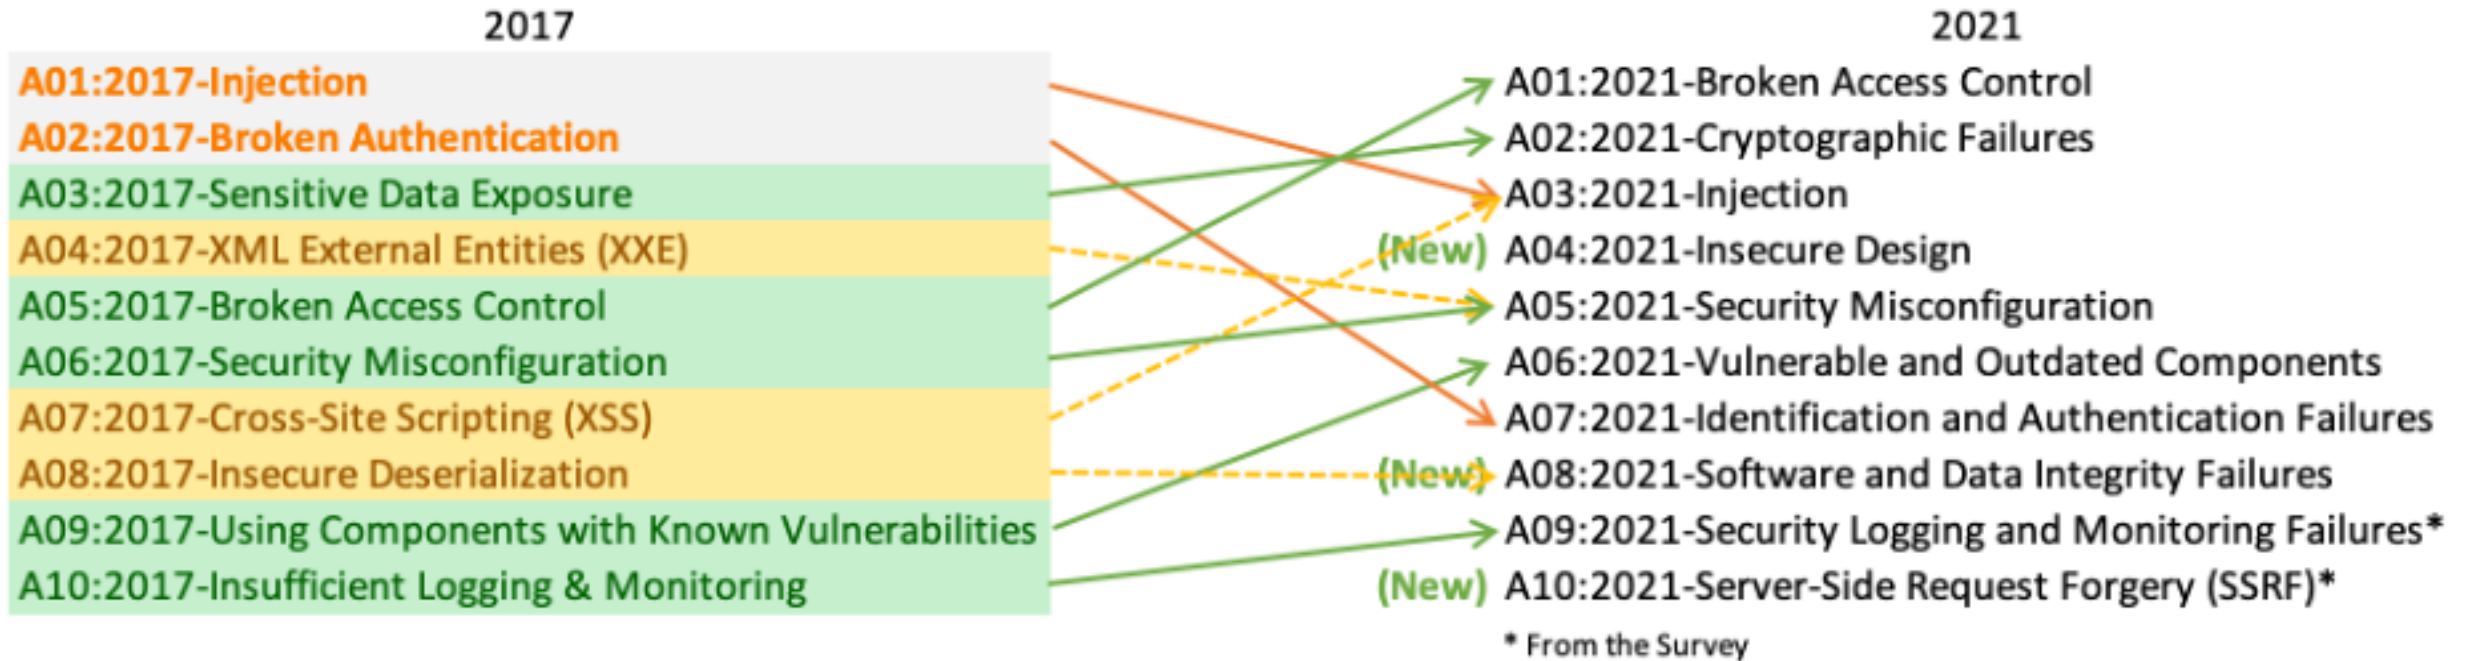 2017
A01:2017-Injection
A02:2017-Broken Authentication
A03:2017-Sensitive Data Exposure
A04:2017-XML External Entities (XXE)
A05:2017-Broken Access Control
A06:2017-Security Misconfiguration
A07:2017-Cross-Site Scripting (XSS)
A08:2017-Insecure Deserialization
A09:2017-Using Components with Known Vulnerabilities
A10:2017-Insufficient Logging & Monitoring
2021
A01:2021-Broken Access Control
A02:2021-Cryptographic Failures
A03:2021-Injection
(New) A04:2021-Insecure Design
A05:2021-Security Misconfiguration
A06:2021-Vulnerable and Outdated Components
A07:2021-Identification and Authentication Failures
(New) A08:2021-Software and Data Integrity Failures
A09:2021-Security Logging and Monitoring Failures*
(New) A10:2021-Server-Side Request Forgery (SSRF)*
* From the Survey